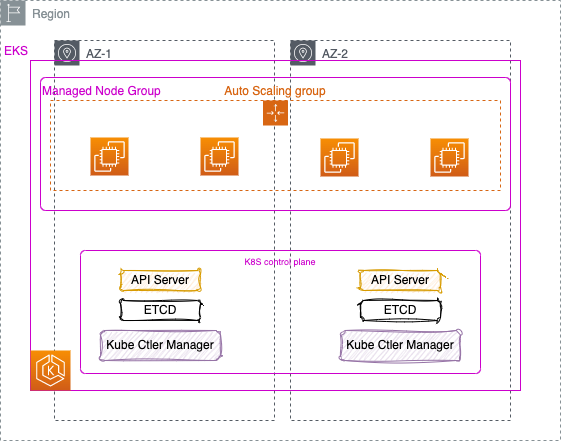 Region
EKS
AZ-1
AZ-2
Managed Node Group
Auto Scaling group
K8S control plane
API Server
API Server
ETCD
ETCD
Kube Ctler Manager
Kube Ctler Manager
K